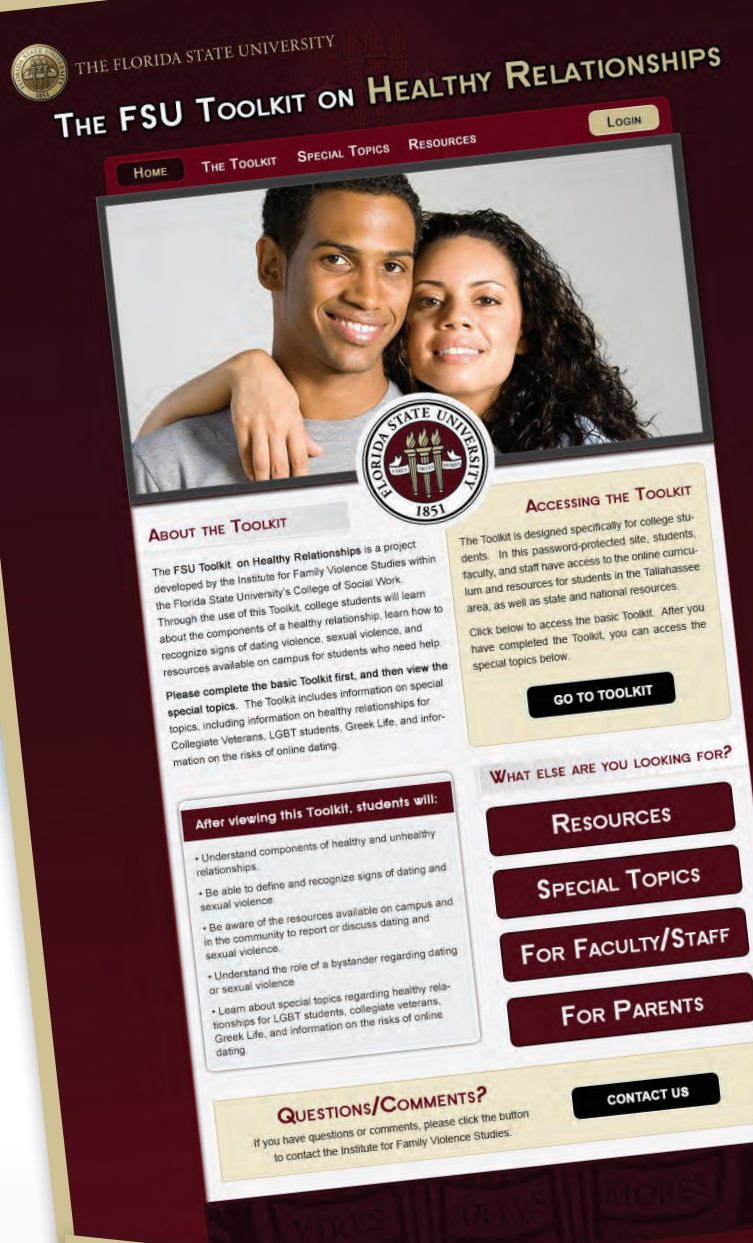 THE FLORIDA STATE UNIVERSITY
THE FSU TOOLKIT ON HEALTHY RELATIONSHIPS
HOME THE TOOLKIT SPECIAL TOPICS RESOURCES LOGIN
FLORIDA STATE UNIVERSITY
VIRES ARTES MORES
1851
ABOUT THE TOOLKIT
The FSU Toolkit on Healthy Relationships is a project
developed by the Institute for Family Violence Studies within
the Florida State University's College of Social Work.
Through the use of this Toolkit, college students will learn
about the components of a healthy relationship, learn how to
recognize signs of dating violence, sexual violence, and
resources available on campus for students who need help.
Please complete the basic Toolkit first, and then view the
special topics. The Toolkit includes information on special
topics, including information on healthy relationships for
Collegiate Veterans, LGBT students, Greek Life, and infor-
mation on the risks of online dating.
ACCESSING THE TOOLKIT
The Toolkit is designed specifically for college stu-
dents. In this password-protected site, students,
faculty, and staff have access to the online curricu-
lum and resources for students in the Tallahassee
area, as well as state and national resources.
Click below to access the basic Toolkit. After you
have completed the Toolkit, you can access the
special topics below.
GO TO TOOLKIT
After viewing this Toolkit, students will:
• Understand components of healthy and unhealthy
relationships.
• Be able to define and recognize signs of dating and
sexual violence.
• Be aware of the resources available on campus and
in the community to report or discuss dating and
sexual violence.
• Understand the role of a bystander regarding dating
or sexual violence
• Learn about special topics regarding healthy rela-
tionships for LGBT students, collegiate veterans,
Greek Life, and information on the risks of online
dating.
WHAT ELSE ARE YOU LOOKING FOR?
RESOURCES
SPECIAL TOPICS
FOR FACULTY/STAFF
FOR PARENTS
QUESTIONS/COMMENTS?
If you have questions or comments, please click the button
to contact the Institute for Family Violence Studies.
CONTACT US
VIRES ARTES MORES